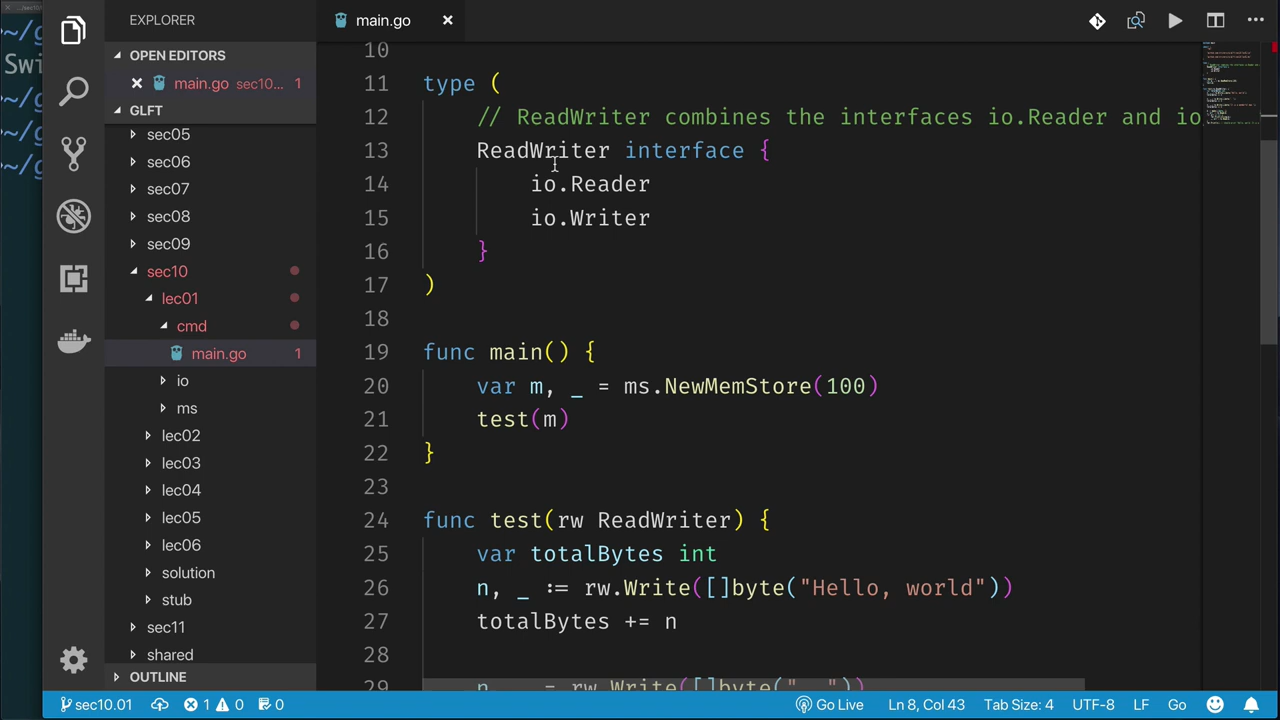 ~/g
Swi
~/g
~/g
~/g
EXPLORER
OPEN EDITORS
main.go sec10... 1
GLFT
sec05
sec06
sec07
sec08
sec09
sec10
lec01
cmd
main.go 1
io
ms
lec02
lec03
lec04
lec05
lec06
solution
stub
sec11
shared
OUTLINE
main.go
10
11 type (
12 // ReadWriter combines the interfaces io.Reader and io
13 ReadWriter interface {
14 io.Reader
15 io.Writer
16 }
17 )
18
19 func main() {
20 var m, _ = ms.NewMemStore(100)
21 test(m)
22 }
23
24 func test(rw ReadWriter) {
25 var totalBytes int
26 n, _ := rw.Write([]byte("Hello, world"))
27 totalBytes += n
28
29
sec10.01 1 0 0 Go Live Ln 8, Col 43 Tab Size: 4 UTF-8 LF Go